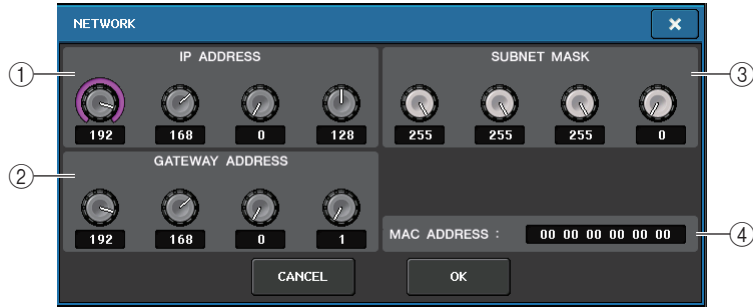 NETWORK
×
① IP ADDRESS
192 168 0 128
SUBNET MASK ③
255 255 255 0
② GATEWAY ADDRESS
192 168 0 1
MAC ADDRESS : 00 00 00 00 00 00 ④
CANCEL OK